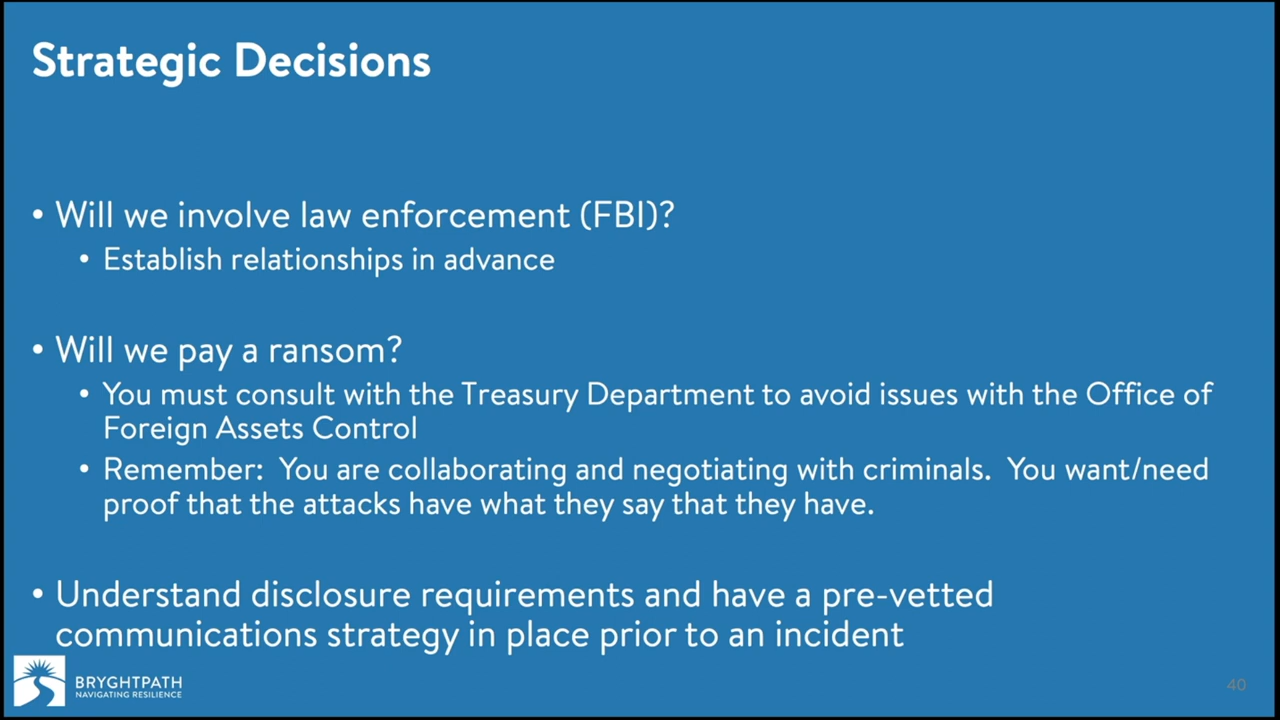 Strategic Decisions
• Will we involve law enforcement (FBI)?
• Establish relationships in advance
• Will we pay a ransom?
• You must consult with the Treasury Department to avoid issues with the Office of
Foreign Assets Control
• Remember:  You are collaborating and negotiating with criminals.  You want/need
proof that the attacks have what they say that they have.
• Understand disclosure requirements and have a pre-vetted
communications strategy in place prior to an incident
BRYGHTPATH
NAVIGATING RESILIENCE
40